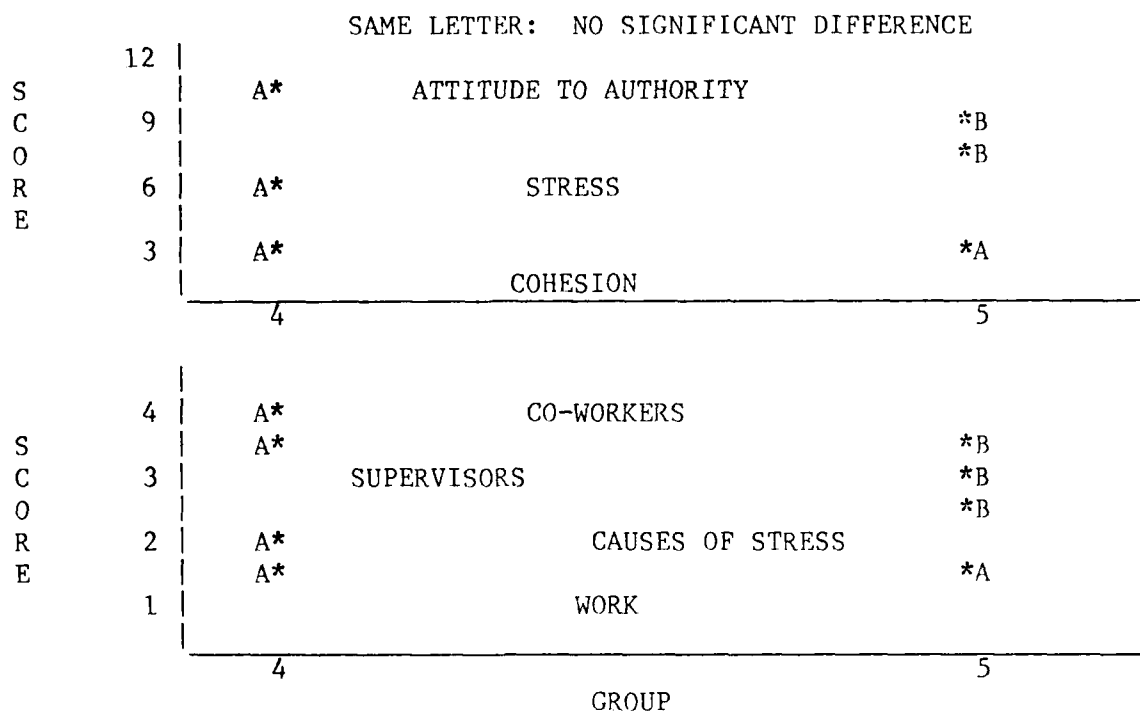 SAME LETTER: NO SIGNIFICANT DIFFERENCE
12
S A* ATTITUDE TO AUTHORITY
C 9 *B
O *B
R 6 A* STRESS
E
3 A* *A
COHESION
4 5
4 A* CO-WORKERS
S A* *B
C 3 SUPERVISORS *B
O *B
R 2 A* CAUSES OF STRESS
E A* *A
1 WORK
4 5
GROUP